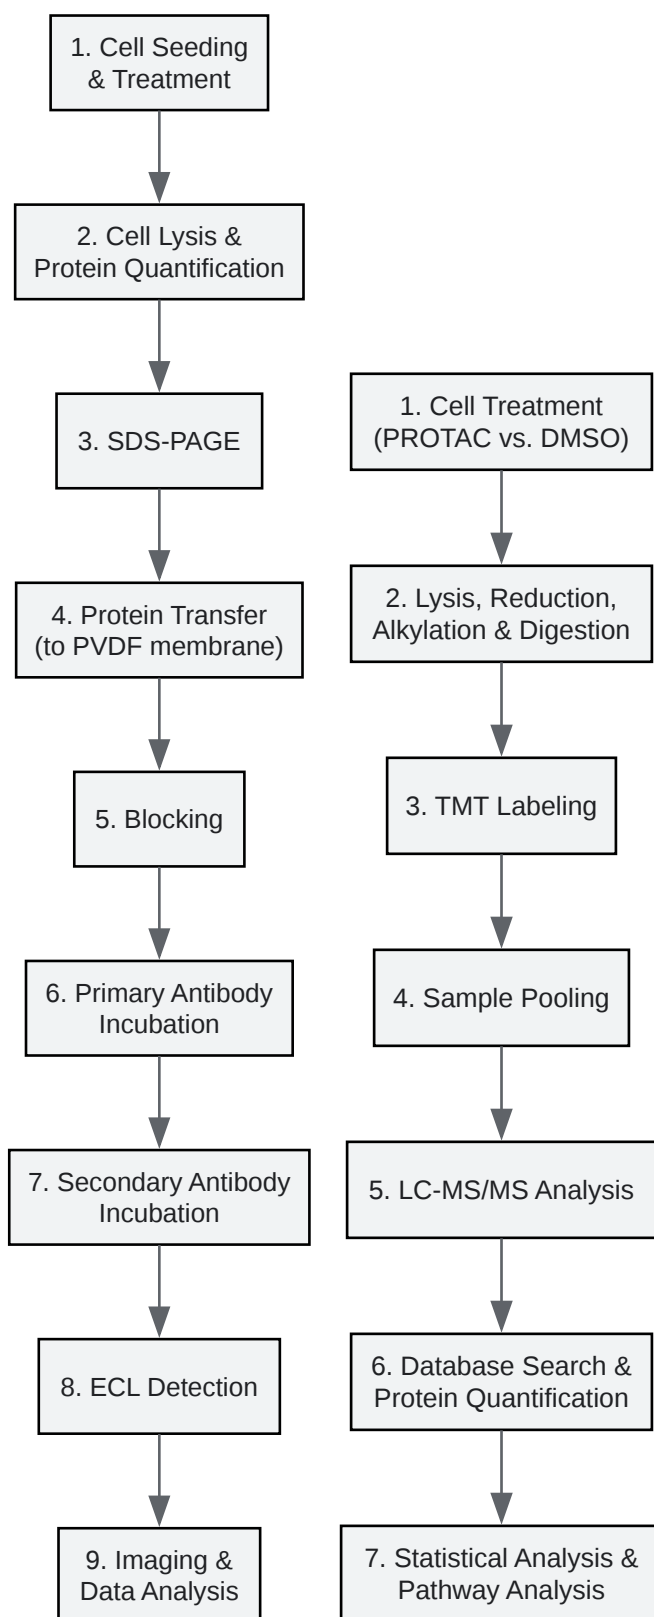 1. Cell Seeding
& Treatment
2. Cell Lysis &
Protein Quantification
3. SDS-PAGE
4. Protein Transfer
(to PVDF membrane)
5. Blocking
6. Primary Antibody
Incubation
7. Secondary Antibody
Incubation
8. ECL Detection
9. Imaging &
Data Analysis
1. Cell Treatment
(PROTAC vs. DMSO)
2. Lysis, Reduction,
Alkylation & Digestion
3. TMT Labeling
4. Sample Pooling
5. LC-MS/MS Analysis
6. Database Search &
Protein Quantification
7. Statistical Analysis &
Pathway Analysis